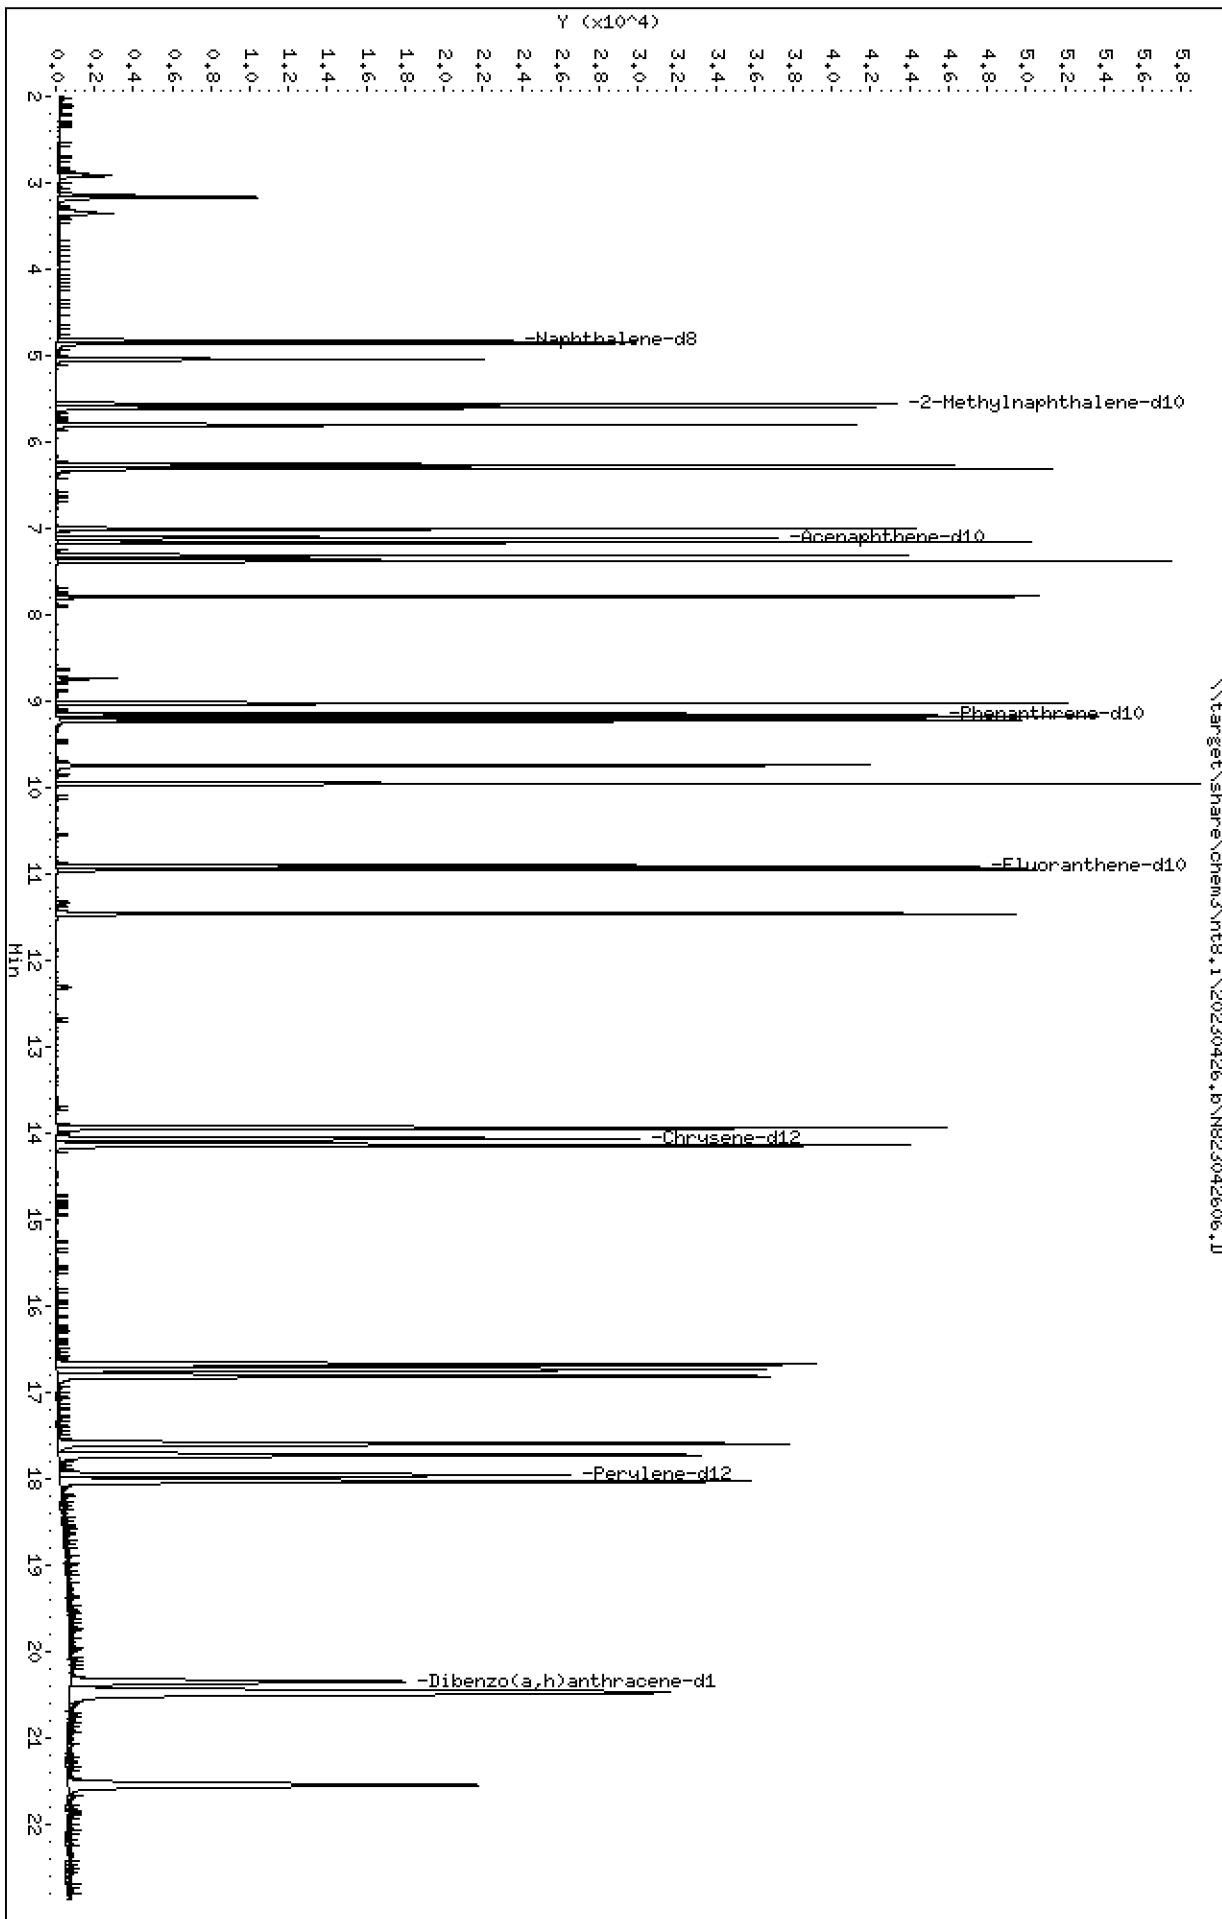 \\target\share\chem3\nt8.i\20230426.b\N823042606.D
Y (x10^4)
5.8
5.6
5.4
5.2
5.0
4.8
4.6
4.4
4.2
4.0
3.8
3.6
3.4
3.2
3.0
2.8
2.6
2.4
2.2
2.0
1.8
1.6
1.4
1.2
1.0
0.8
0.6
0.4
0.2
0.0
-Naphthalene-d8
-2-Methylnaphthalene-d10
-Acenaphthene-d10
-Phenanthrene-d10
-Fluoranthene-d10
-Chrysene-d12
-Perylene-d12
-Dibenzo(a,h)anthracene-d1
2 3 4 5 6 7 8 9 10 11 12 13 14 15 16 17 18 19 20 21 22
Min